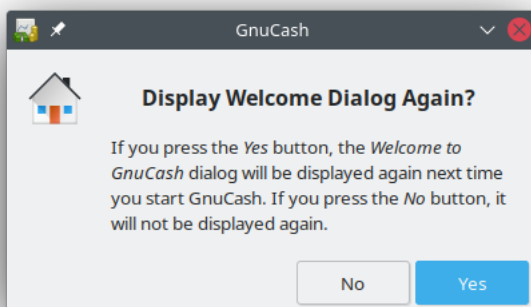 GnuCash
Display Welcome Dialog Again?
If you press the Yes button, the Welcome to
GnuCash dialog will be displayed again next time
you start GnuCash. If you press the No button, it
will not be displayed again.
No
Yes